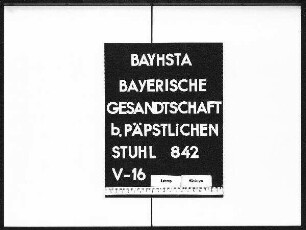 BAYHSTA
BAYERISCHE
GESANDTSCHAFT
b. PÄPSTLiCHEN
STUHL 842
V-16